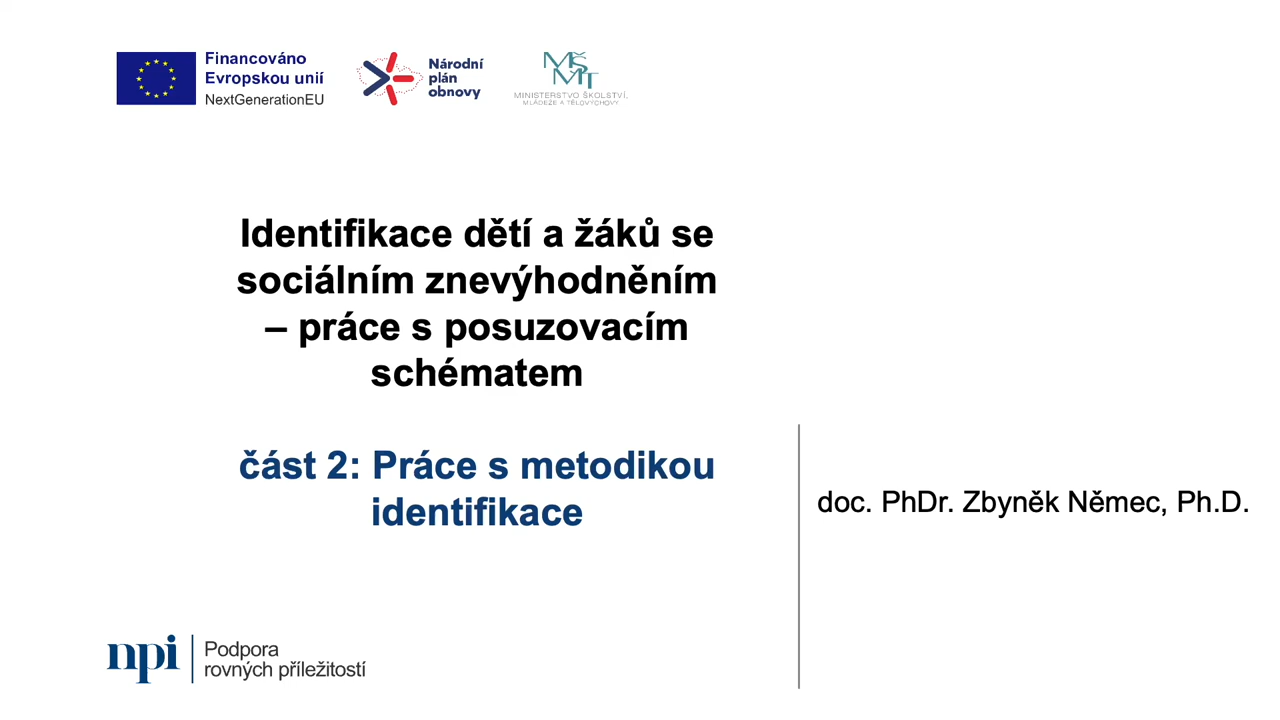 Financováno
Evropskou unií
NextGenerationEU
Národní
plán
obnovy
MŠMT
MINISTERSTVO ŠKOLSTVÍ,
MLÁDEŽE A TĚLOVÝCHOVY
Identifikace dětí a žáků se
sociálním znevýhodněním
– práce s posuzovacím
schématem
část 2: Práce s metodikou
identifikace
doc. PhDr. Zbyněk Němec, Ph.D.
npi
Podpora
rovných příležitostí